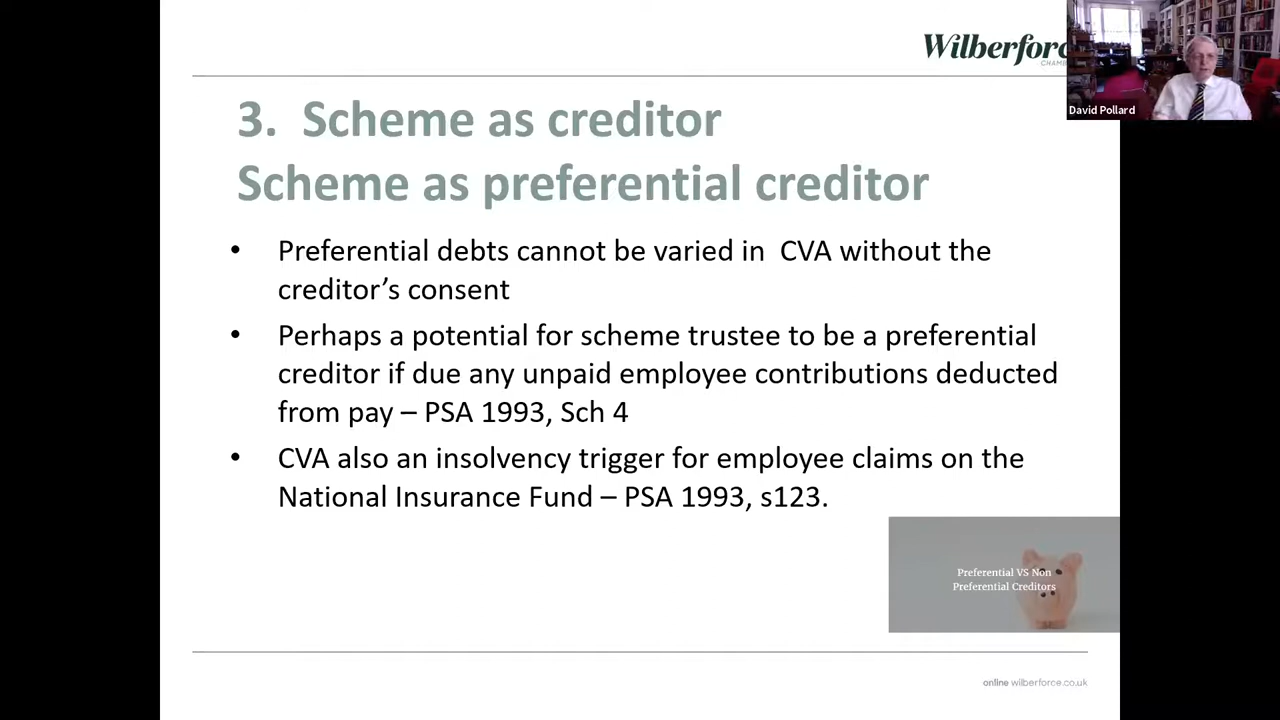 Wilberforc
David Pollard
3. Scheme as creditor
Scheme as preferential creditor
• Preferential debts cannot be varied in CVA without the
creditor’s consent
• Perhaps a potential for scheme trustee to be a preferential
creditor if due any unpaid employee contributions deducted
from pay – PSA 1993, Sch 4
• CVA also an insolvency trigger for employee claims on the
National Insurance Fund – PSA 1993, s123.
Preferential VS Non
Preferential Creditors
online wilberforce.co.uk